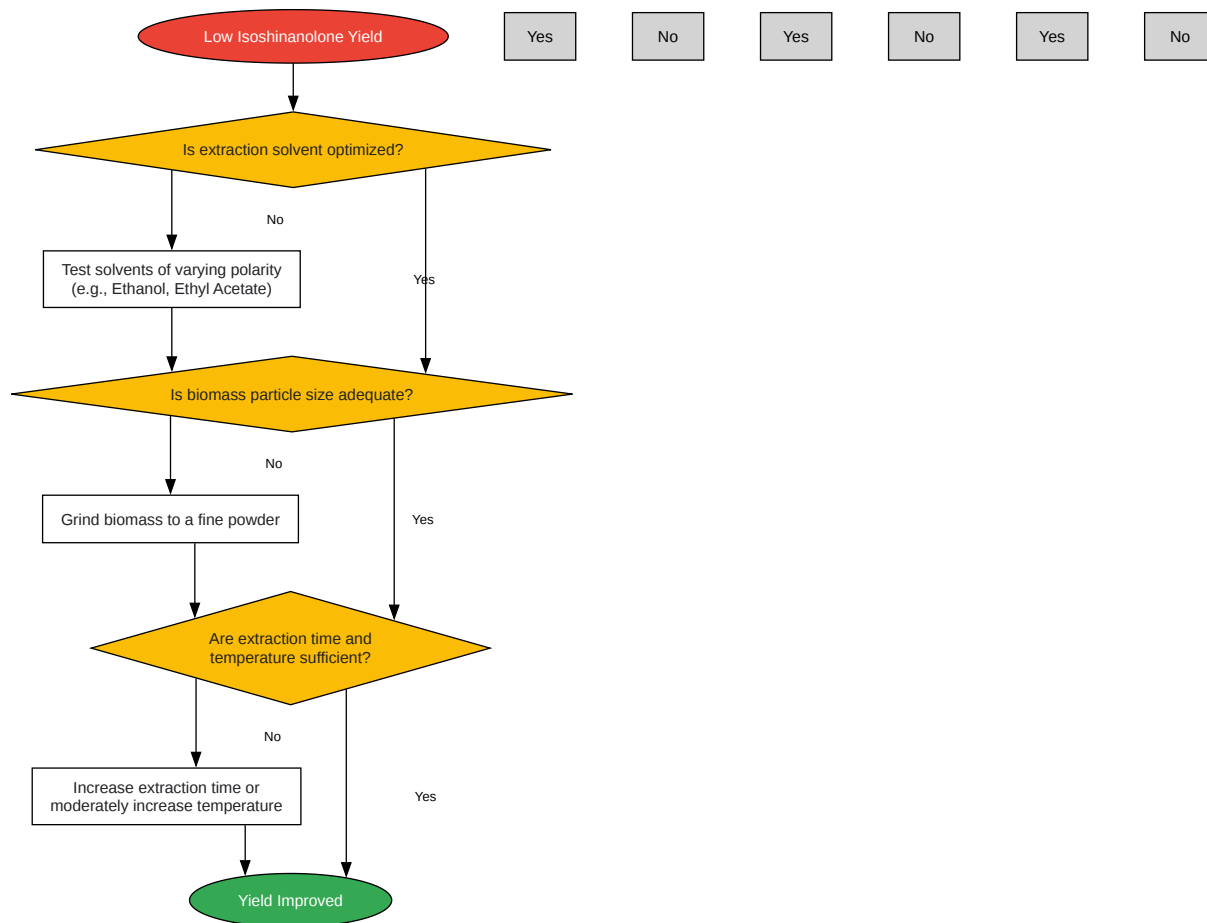 Low Isoshinanolone Yield
Yes
No
Yes
No
Yes
No
Is extraction solvent optimized?
No
Test solvents of varying polarity
(e.g., Ethanol, Ethyl Acetate)
Yes
Is biomass particle size adequate?
No
Grind biomass to a fine powder
Yes
Are extraction time and
temperature sufficient?
No
Increase extraction time or
moderately increase temperature
Yes
Yield Improved